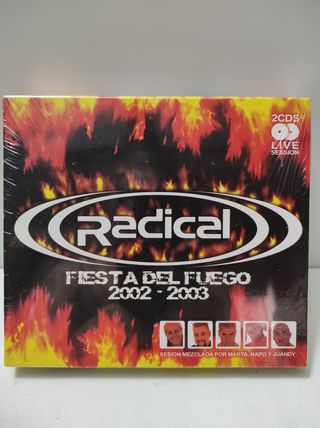 2CDS
93
LIVE
SESSION
Radical
FIESTA DEL FUEGO
2002 - 2003
SESION MEZCLADA POR MARTA, NAPO Y JUANDY